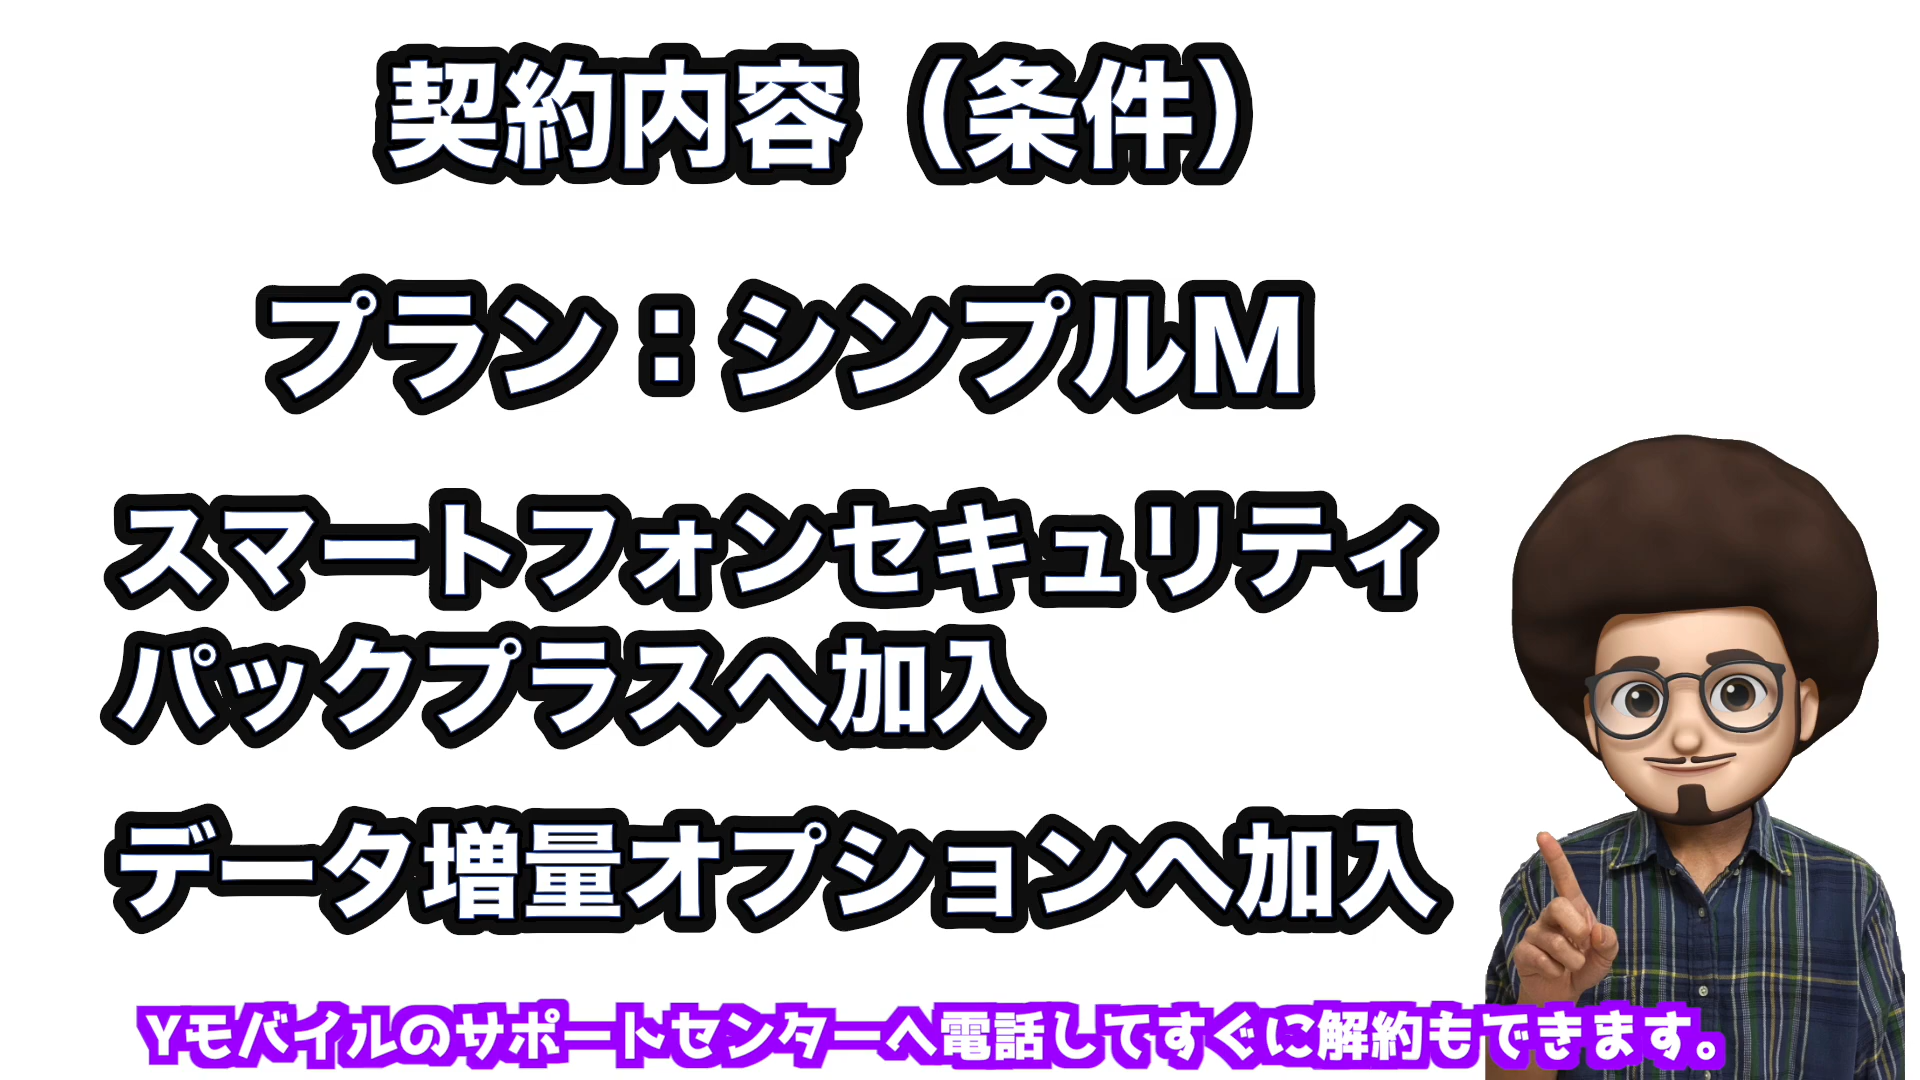 契約内容（条件）
プラン：シンプルM
スマートフォンセキュリティ
パックプラスへ加入
データ増量オプションへ加入
Yモバイルのサポートセンターへ電話してすぐに解約もできます。